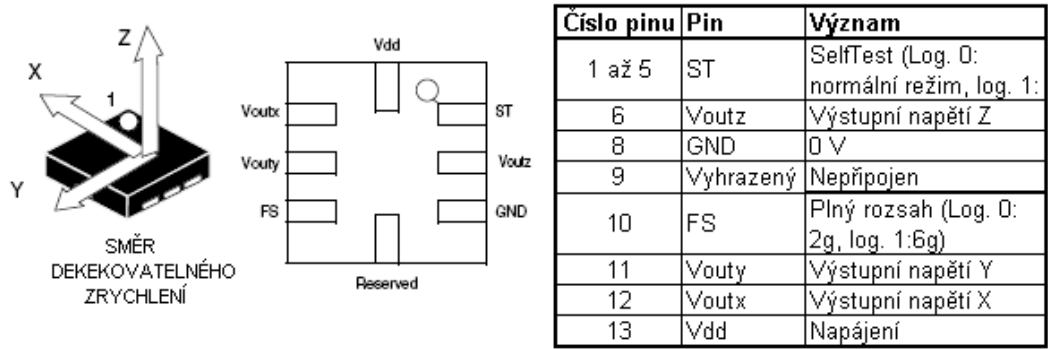 Z
X
1
Y
SMĚR
DEKEKOVATELNÉHO
ZRYCHLENÍ
Vdd
Voutx
ST
Vouty
Voutz
FS
GND
Reserved
Číslo pinu Pin Význam
1 až 5 ST SelfTest (Log. 0:
normální režim, log. 1:
6 Voutz Výstupní napětí Z
8 GND 0 V
9 Vyhrazený Nepřipojen
10 FS Plný rozsah (Log. 0:
2g, log. 1:6g)
11 Vouty Výstupní napětí Y
12 Voutx Výstupní napětí X
13 Vdd Napájení